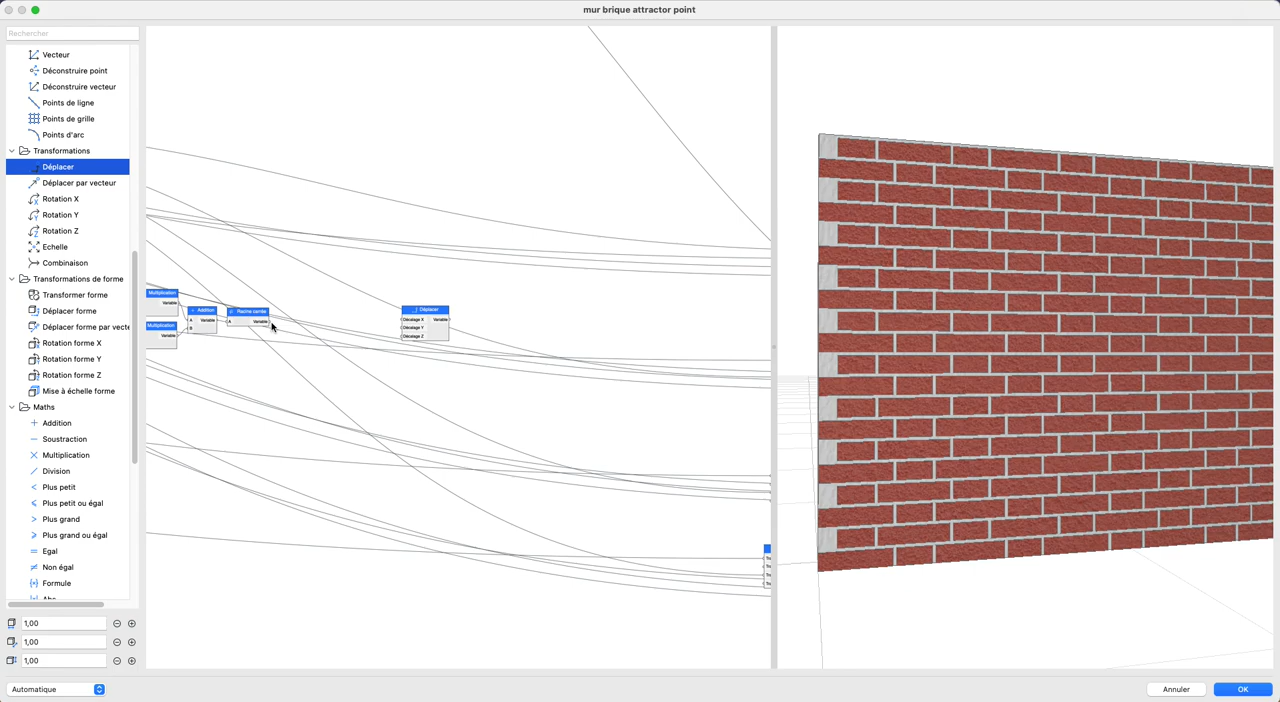 mur brique attractor point
Rechercher
Vecteur
Déconstruire point
Déconstruire vecteur
Points de ligne
Points de grille
Points d'arc
Transformations
Déplacer
Déplacer par vecteur
Rotation X
Rotation Y
Rotation Z
Echelle
Combinaison
Transformations de forme
Transformer forme
Déplacer forme
Déplacer forme par vecte
Rotation forme X
Rotation forme Y
Rotation forme Z
Mise à échelle forme
Maths
Addition
Soustraction
Multiplication
Division
Plus petit
Plus petit ou égal
Plus grand
Plus grand ou égal
Egal
Non égal
Formule
1,00
1,00
1,00
Automatique
Multiplication
Variable
Multiplication
Variable
Addition
A Variable
B
Racine carrée
A Variable
Déplacer
Décalage X Variable
Décalage Y
Décalage Z
Annuler
OK